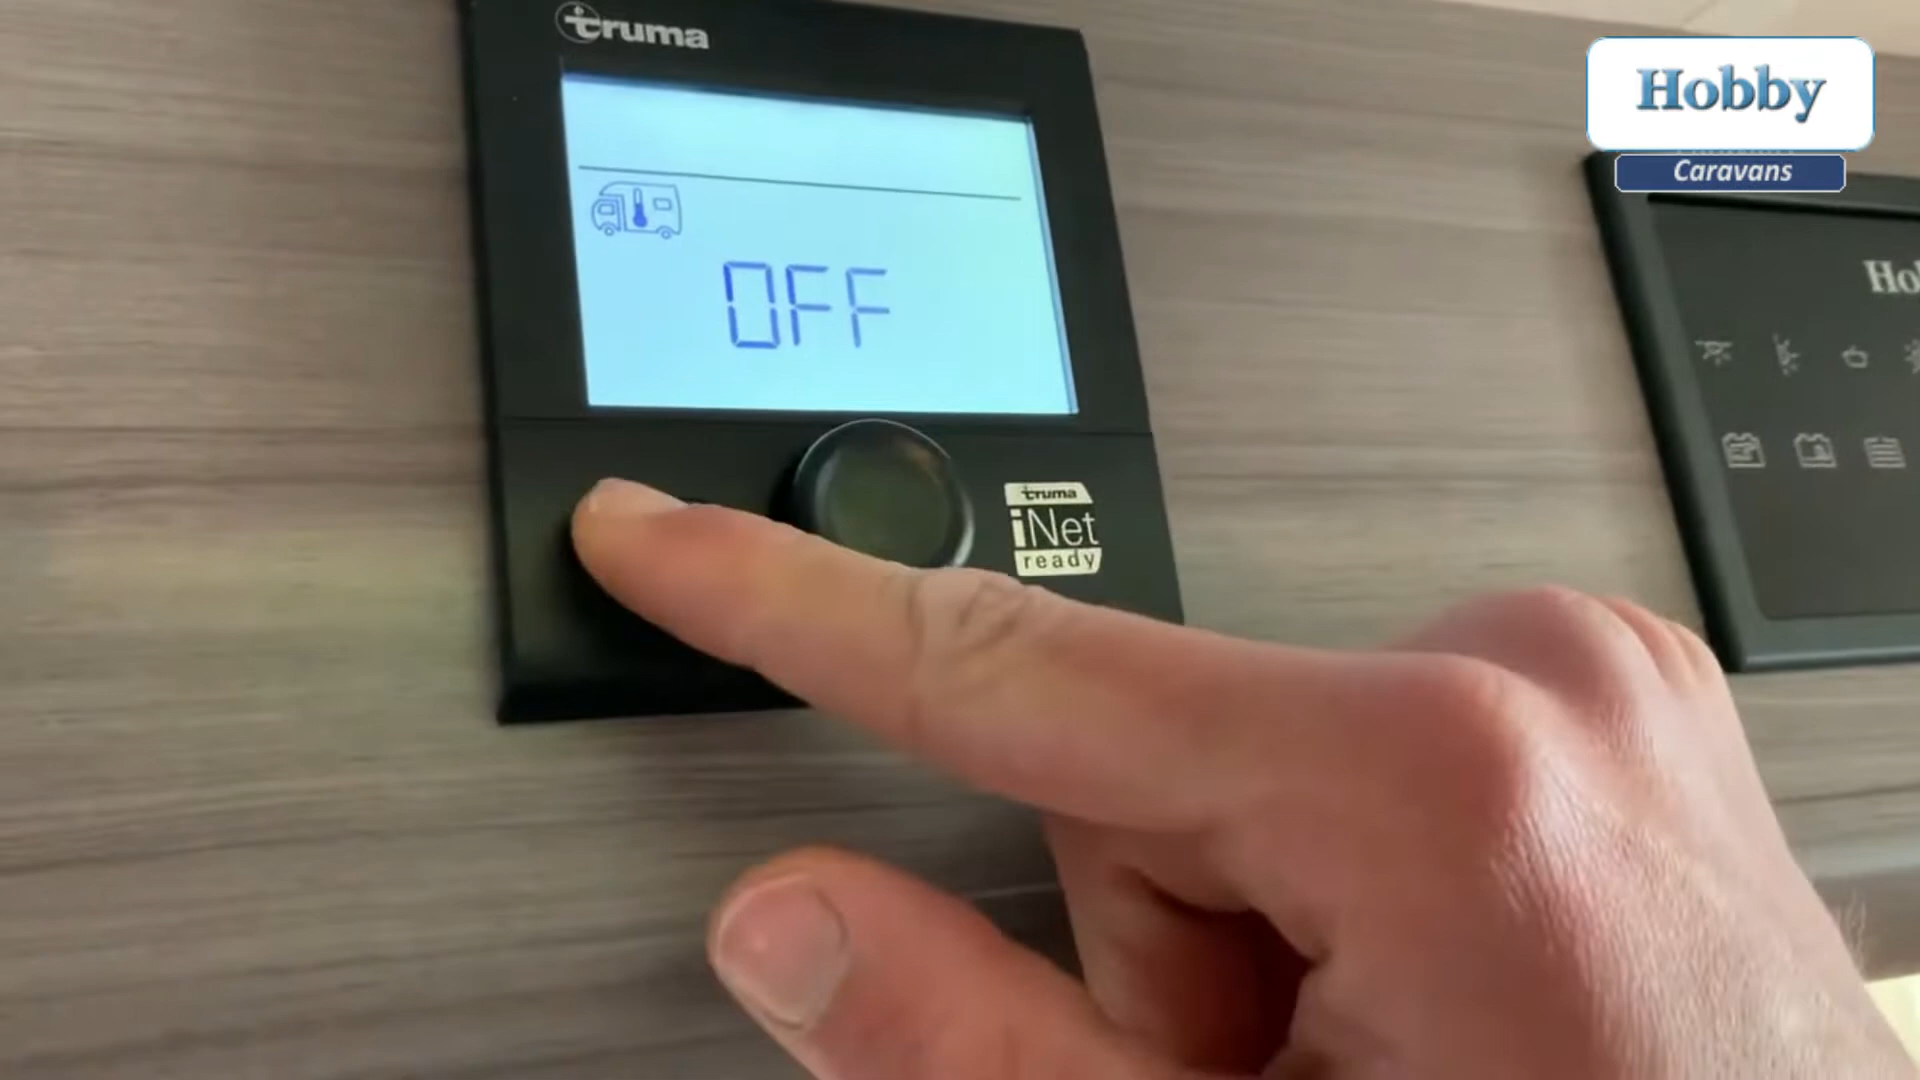 truma
OFF
truma
iNet
ready
Hobby
Caravans